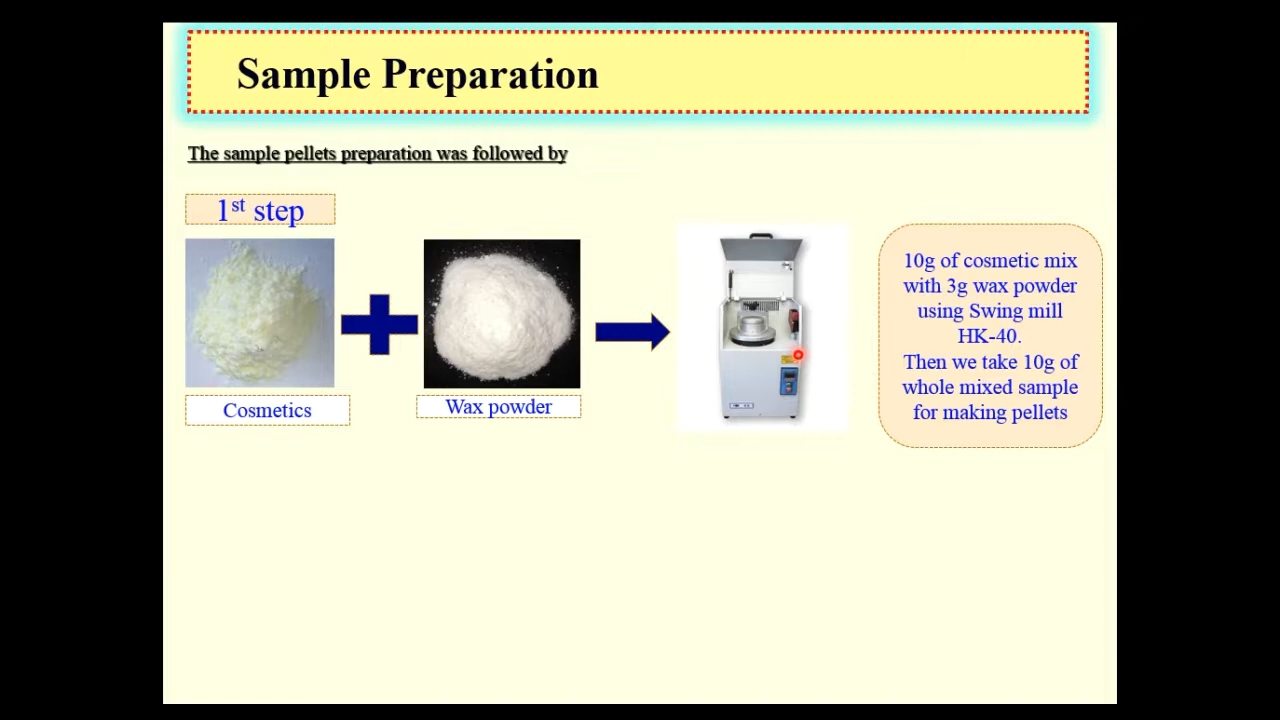 Sample Preparation
The sample pellets preparation was followed by
1st step
Cosmetics
Wax powder
10g of cosmetic mix
with 3g wax powder
using Swing mill
HK-40.
Then we take 10g of
whole mixed sample
for making pellets